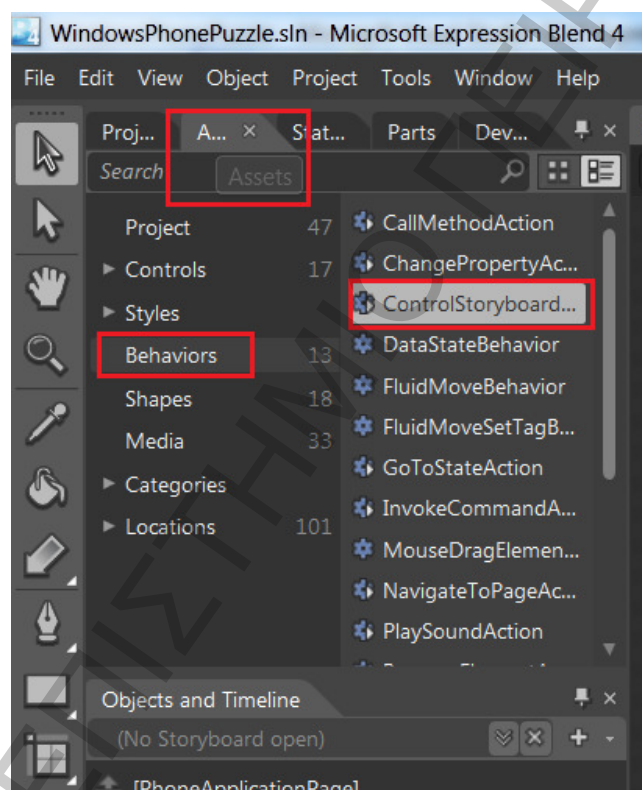 WindowsPhonePuzzle.sln - Microsoft Expression Blend 4
File Edit View Object Project Tools Window Help
Proj... A... × Stat... Parts Dev...
Search
Assets
Project 47
Controls 17
Styles
Behaviors 13
Shapes 18
Media 33
Categories
Locations 101
CallMethodAction
ChangePropertyAc...
ControlStoryboard...
DataStateBehavior
FluidMoveBehavior
FluidMoveSetTagB...
GoToStateAction
InvokeCommandA...
MouseDragElemen...
NavigateToPageAc...
PlaySoundAction
Objects and Timeline
(No Storyboard open)
[PhoneApplicationPage]